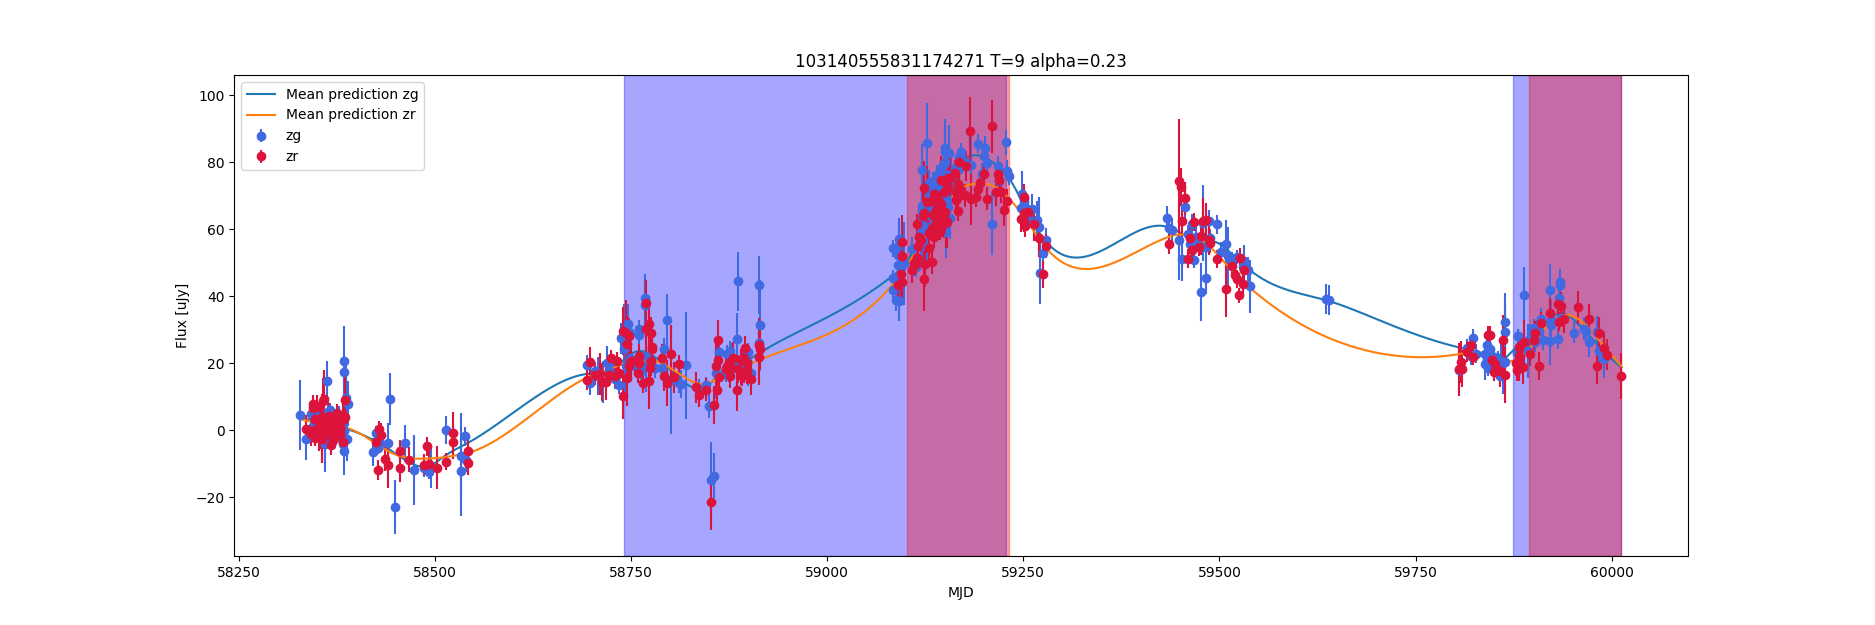 103140555831174271 T=9 alpha=0.23
Mean prediction zg
Mean prediction zr
zg
zr
100
80
60
40
20
0
−20
Flux [uJy]
58250 58500 58750 59000 59250 59500 59750 60000
MJD